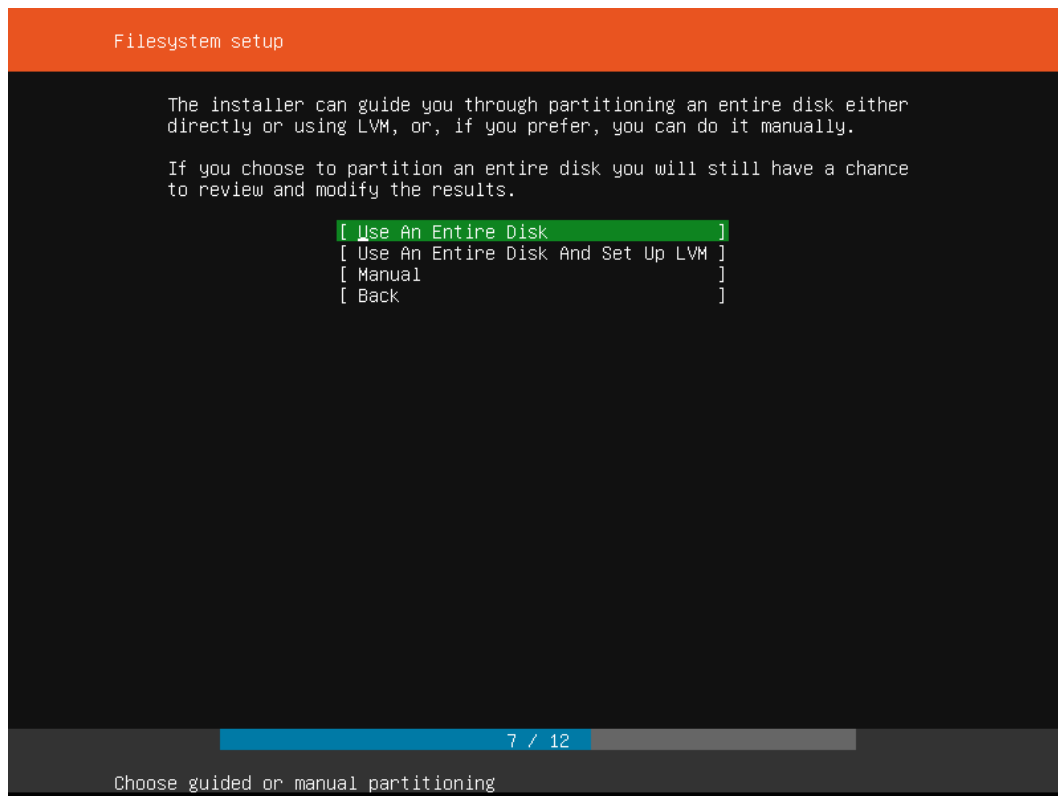 Filesystem setup
The installer can guide you through partitioning an entire disk either
directly or using LVM, or, if you prefer, you can do it manually.
If you choose to partition an entire disk you will still have a chance
to review and modify the results.
[ Use An Entire Disk ]
[ Use An Entire Disk And Set Up LVM ]
[ Manual ]
[ Back ]
7 / 12
Choose guided or manual partitioning